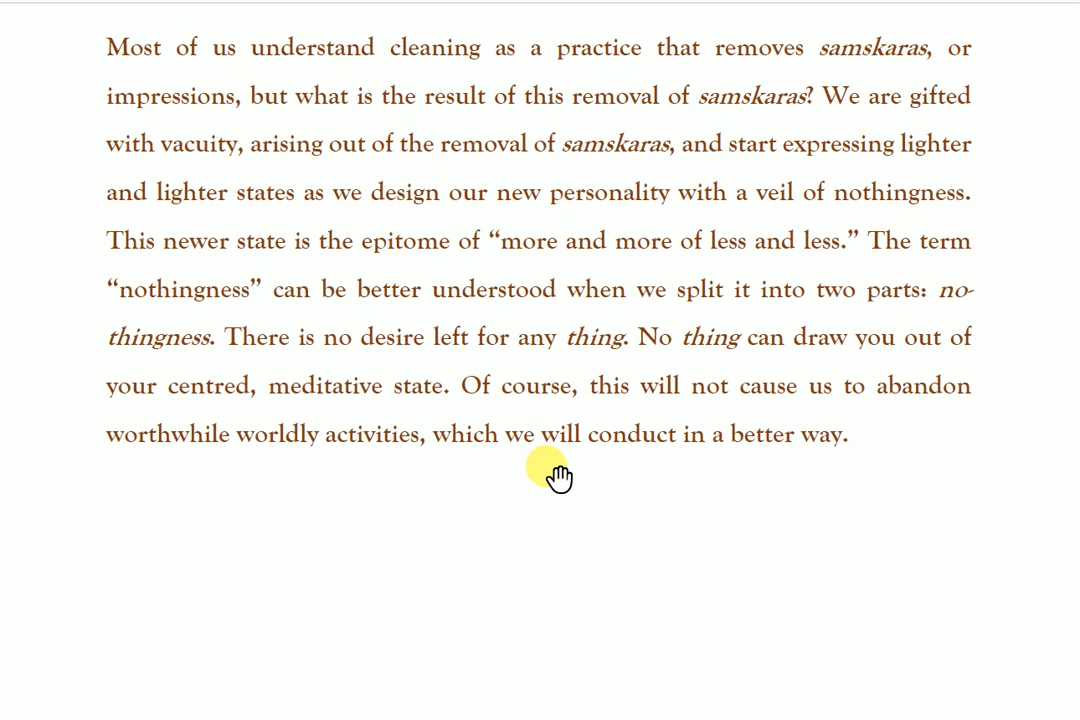 Most of us understand cleaning as a practice that removes samskaras, or
impressions, but what is the result of this removal of samskaras? We are gifted
with vacuity, arising out of the removal of samskaras, and start expressing lighter
and lighter states as we design our new personality with a veil of nothingness.
This newer state is the epitome of “more and more of less and less.” The term
“nothingness” can be better understood when we split it into two parts: no-
thingness. There is no desire left for any thing. No thing can draw you out of
your centred, meditative state. Of course, this will not cause us to abandon
worthwhile worldly activities, which we will conduct in a better way.